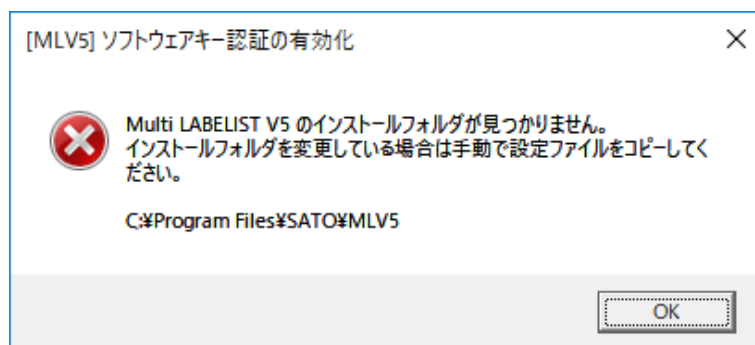 [MLV5] ソフトウェアキー認証の有効化
Multi LABELIST V5 のインストールフォルダが見つかりません。
インストールフォルダを変更している場合は手動で設定ファイルをコピーしてく
ださい。
C:¥Program Files¥SATO¥MLV5
OK